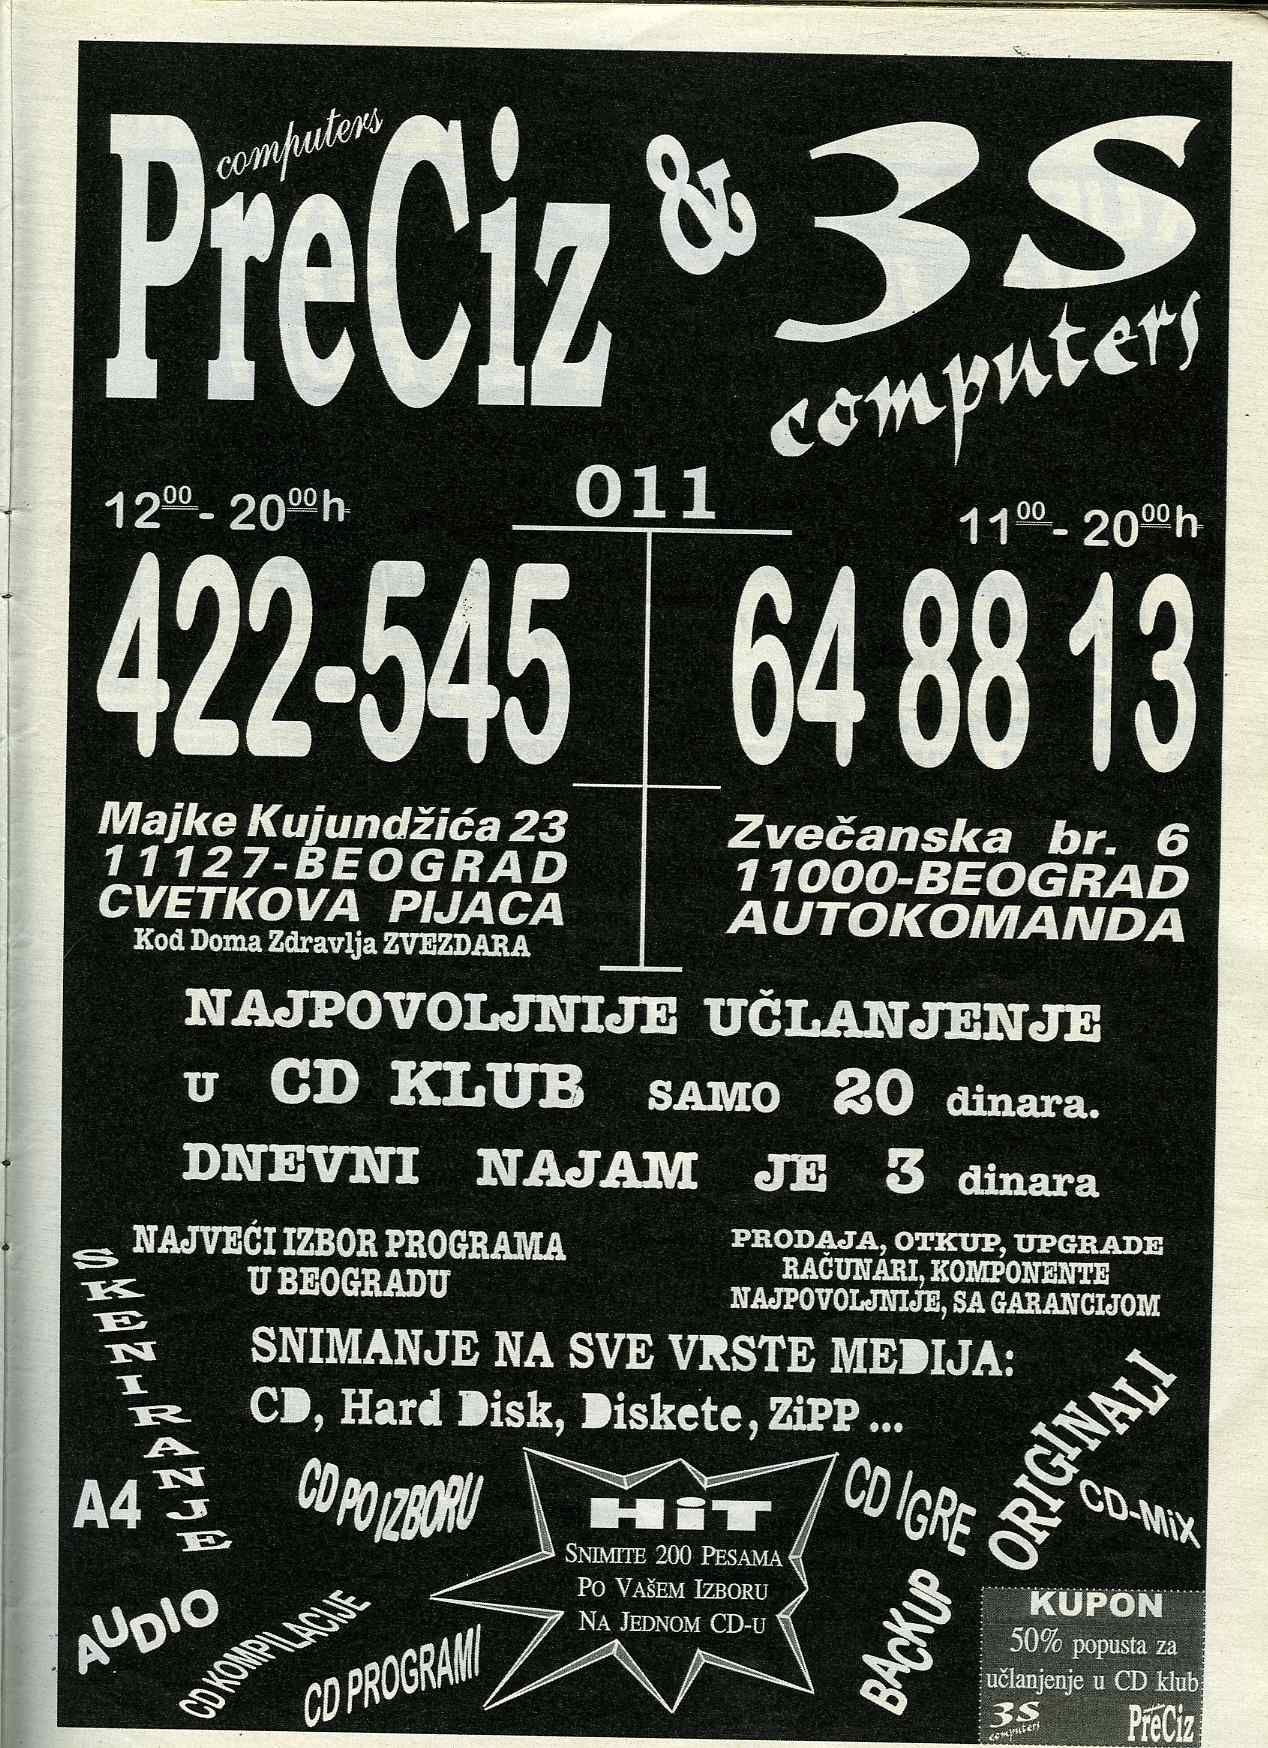 computers
PreCiz & 3S
computers
011
12⁰⁰ - 20⁰⁰ h
422-545
Majke Kujundžića 23
11127-BEOGRAD
CVETKOVA PIJACA
Kod Doma Zdravlja ZVEZDARA
11⁰⁰ - 20⁰⁰ h
64 88 13
Zvečanska br. 6
11000-BEOGRAD
AUTOKOMANDA
NAJPOVOLJNIJE UČLANJENJE
U CD KLUB SAMO 20 dinara.
DNEVNI NAJAM JE 3 dinara
NAJVEĆI IZBOR PROGRAMA
U BEOGRADU
PRODAJA, OTKUP, UPGRADE
RAČUNARI, KOMPONENTE
NAJPOVOLJNIJE, SA GARANCIJOM
SNIMANJE NA SVE VRSTE MEDIJA:
CD, Hard Disk, Diskete, ZiPP ...
SKENIRANJE
A4
AUDIO
CD PO IZBORU
CD KOMPILACIJE
CD PROGRAMI
HiT
SNIMITE 200 PESAMA
PO VAŠEM IZBORU
NA JEDNOM CD-U
CD IGRE
BACKUP
ORIGINALI
CD-MiX
KUPON
50% popusta za
učlanjenje u CD klub
3S
computers
PreCiz